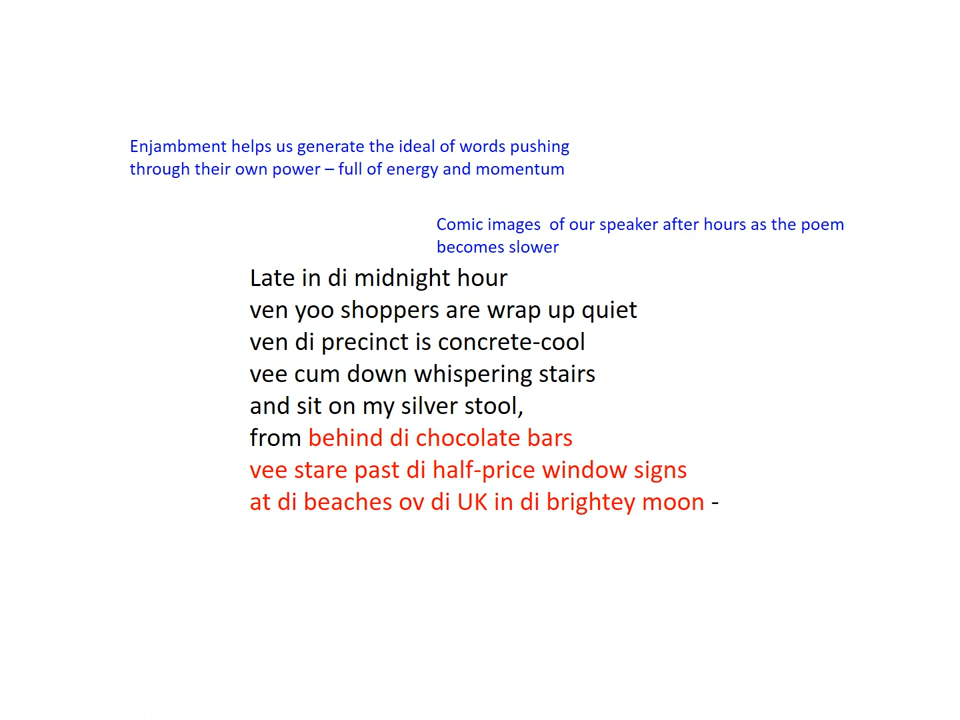 Enjambment helps us generate the ideal of words pushing
through their own power – full of energy and momentum
Comic images  of our speaker after hours as the poem
becomes slower
Late in di midnight hour
ven yoo shoppers are wrap up quiet
ven di precinct is concrete-cool
vee cum down whispering stairs
and sit on my silver stool,
from behind di chocolate bars
vee stare past di half-price window signs
at di beaches ov di UK in di brightey moon -